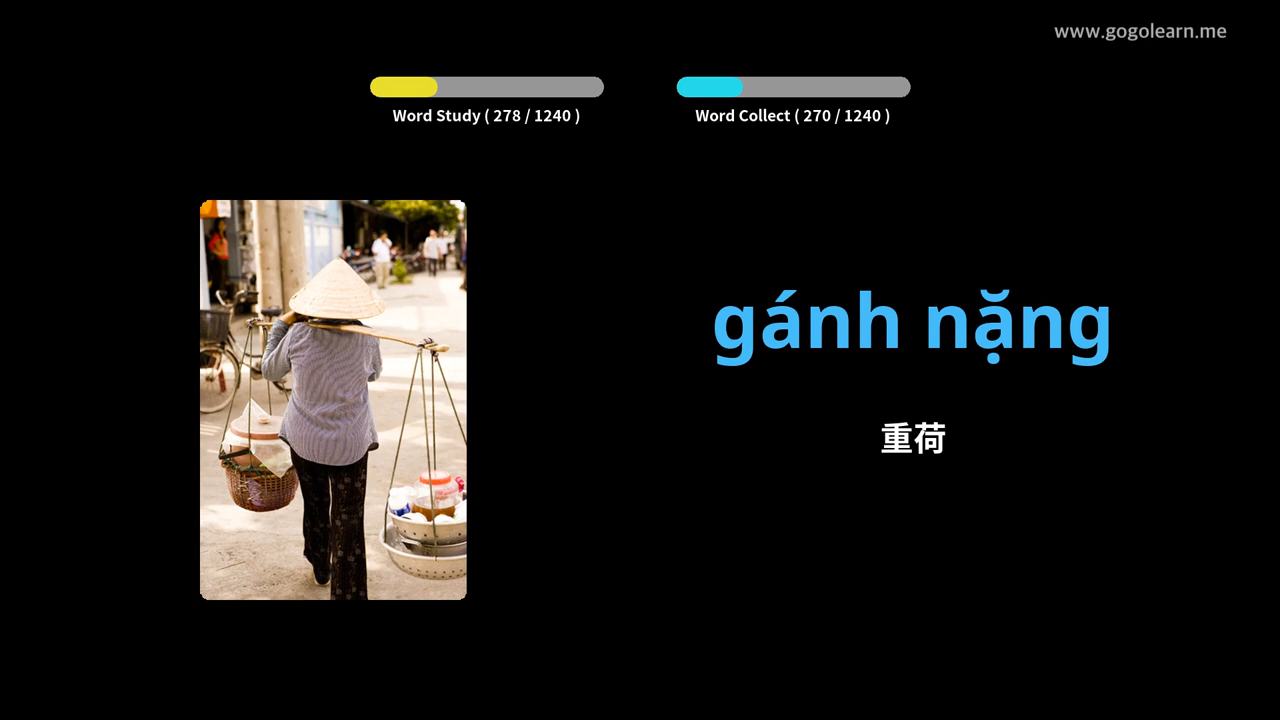 www.gogolearn.me
Word Study ( 278 / 1240 )
Word Collect ( 270 / 1240 )
gánh nặng
重荷